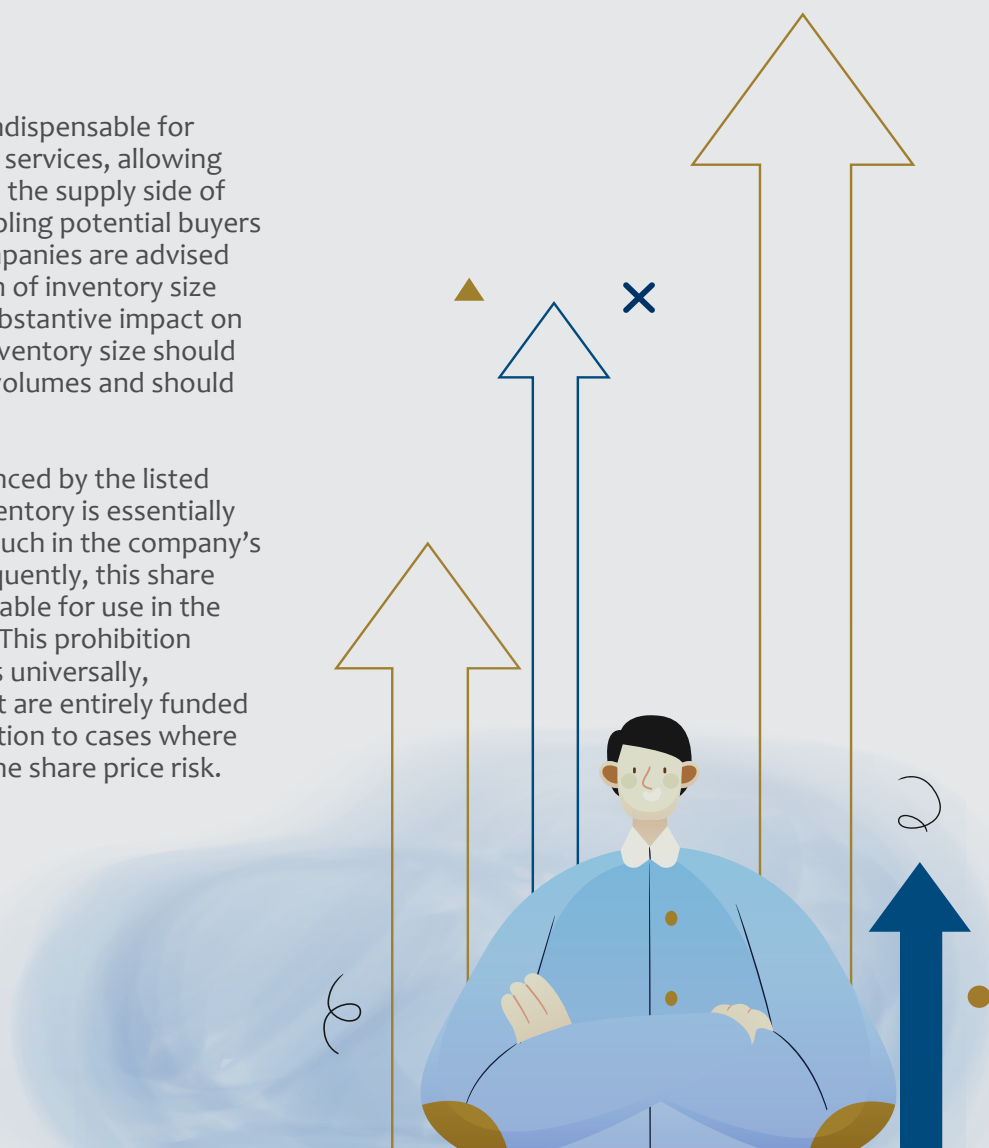 ndispensable for
services, allowing
the supply side of
bling potential buyers
panies are advised
n of inventory size
bstantive impact on
ventory size should
volumes and should
nced by the listed
entory is essentially
uch in the company’s
quently, this share
able for use in the
This prohibition
s universally,
t are entirely funded
tion to cases where
ne share price risk.